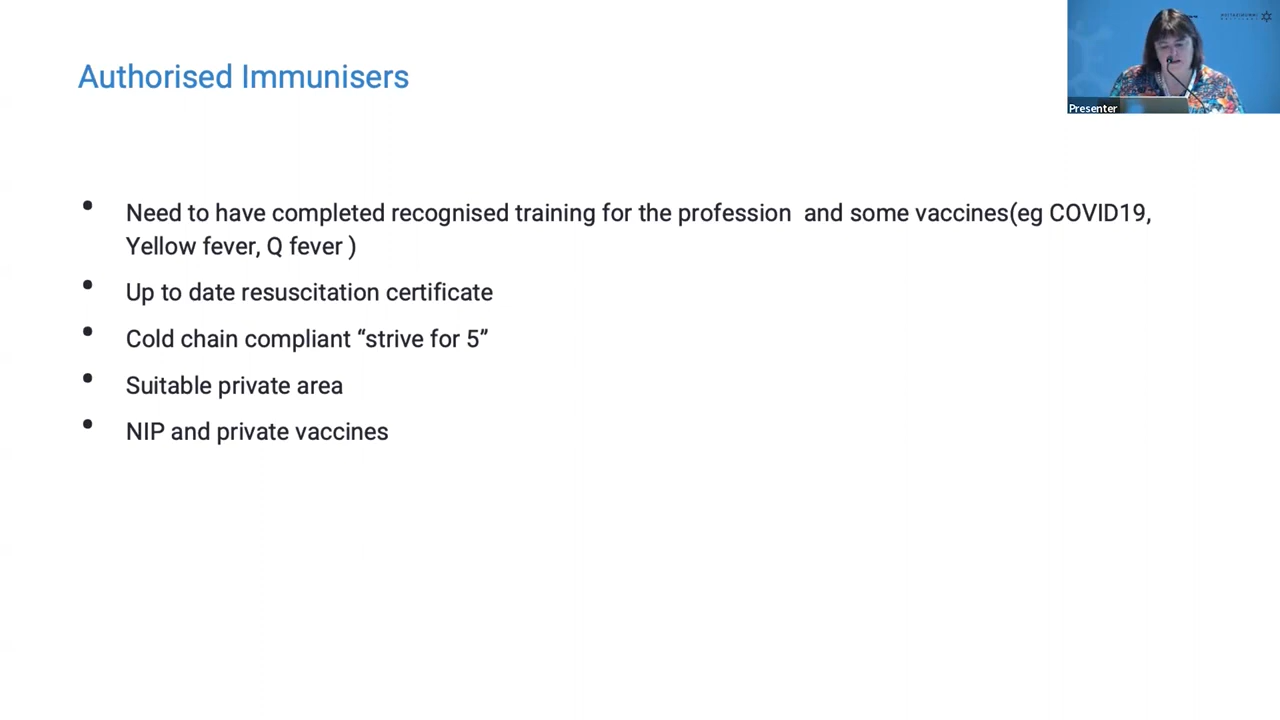 Authorised Immunisers
Presenter
• Need to have completed recognised training for the profession  and some vaccines(eg COVID19,
Yellow fever, Q fever )
• Up to date resuscitation certificate
• Cold chain compliant “strive for 5”
• Suitable private area
• NIP and private vaccines